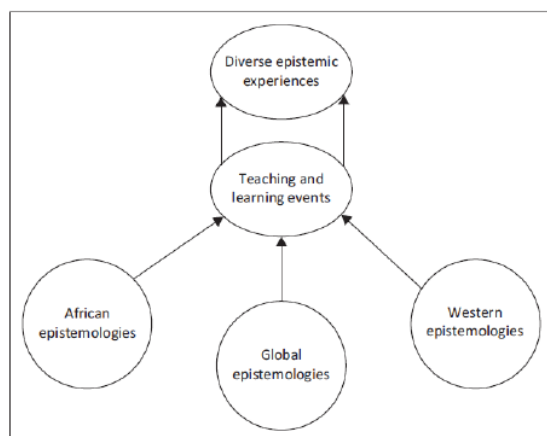 Diverse epistemic
experiences
Teaching and
learning events
African
epistemologies
Global
epistemologies
Western
epistemologies